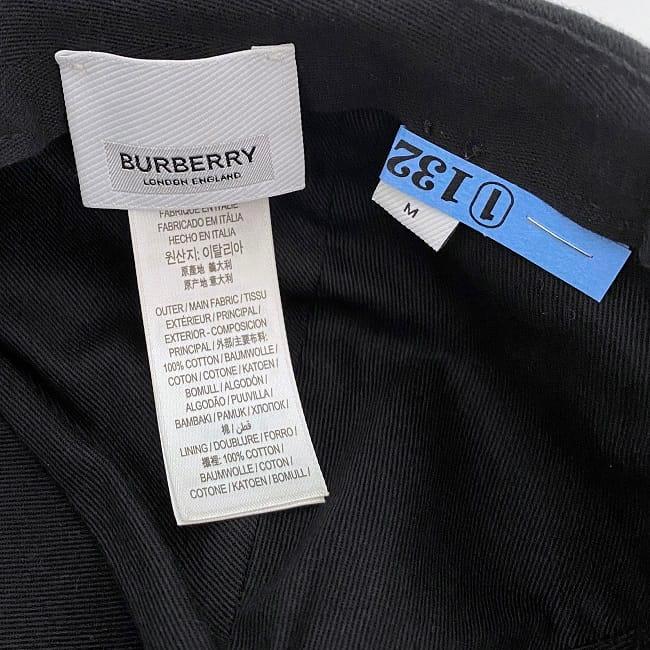 BURBERRY
LONDON ENGLAND
FABRIQUÉ EN ITALIE
FABRICADO EM ITÁLIA
HECHO EN ITALIA
원산지: 이탈리아
原產地 義大利
原产地 意大利
OUTER / MAIN FABRIC / TISSU
EXTÉRIEUR / PRINCIPAL /
EXTERIOR - COMPOSICION
PRINCIPAL / 外部/主要布料:
100% COTTON / BAUMWOLLE /
COTON / COTONE / KATOEN /
BOMULL / ALGODÓN /
ALGODÃO / PUUVILLA /
BAMBAKI / PAMUK / ХЛОПОК /
棉 / قطن /
LINING / DOUBLURE / FORRO /
襯裡: 100% COTTON /
BAUMWOLLE / COTON /
COTONE / KATOEN / BOMULL /
1 132
M